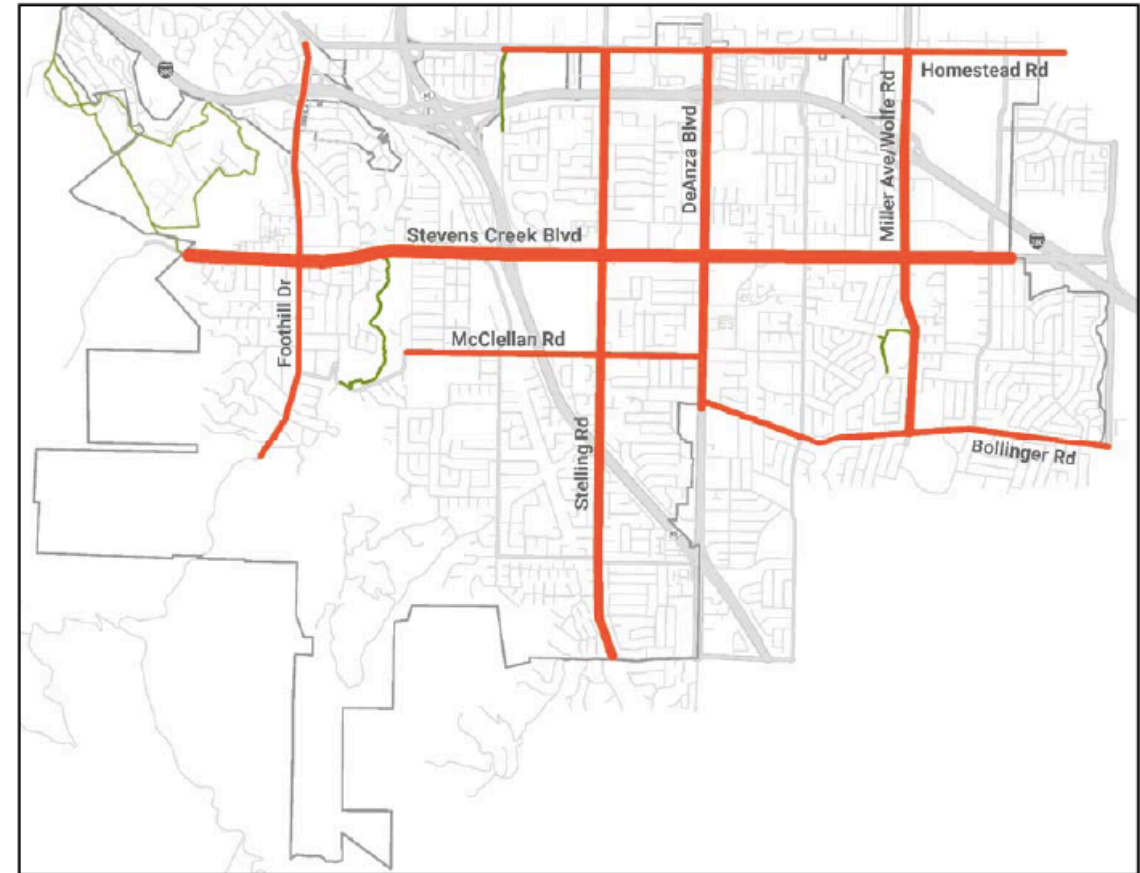 Homestead Rd
DeAnza Blvd
Miller Ave/Wolfe Rd
Stevens Creek Blvd
Foothill Dr
McClellan Rd
Stelling Rd
Bollinger Rd